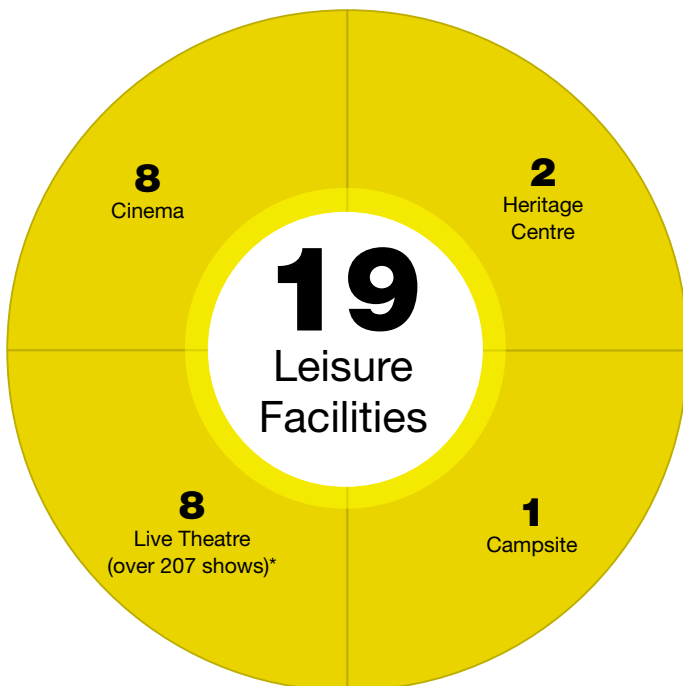 8
Cinema
2
Heritage
Centre
19
Leisure
Facilities
8
Live Theatre
(over 207 shows)*
1
Campsite